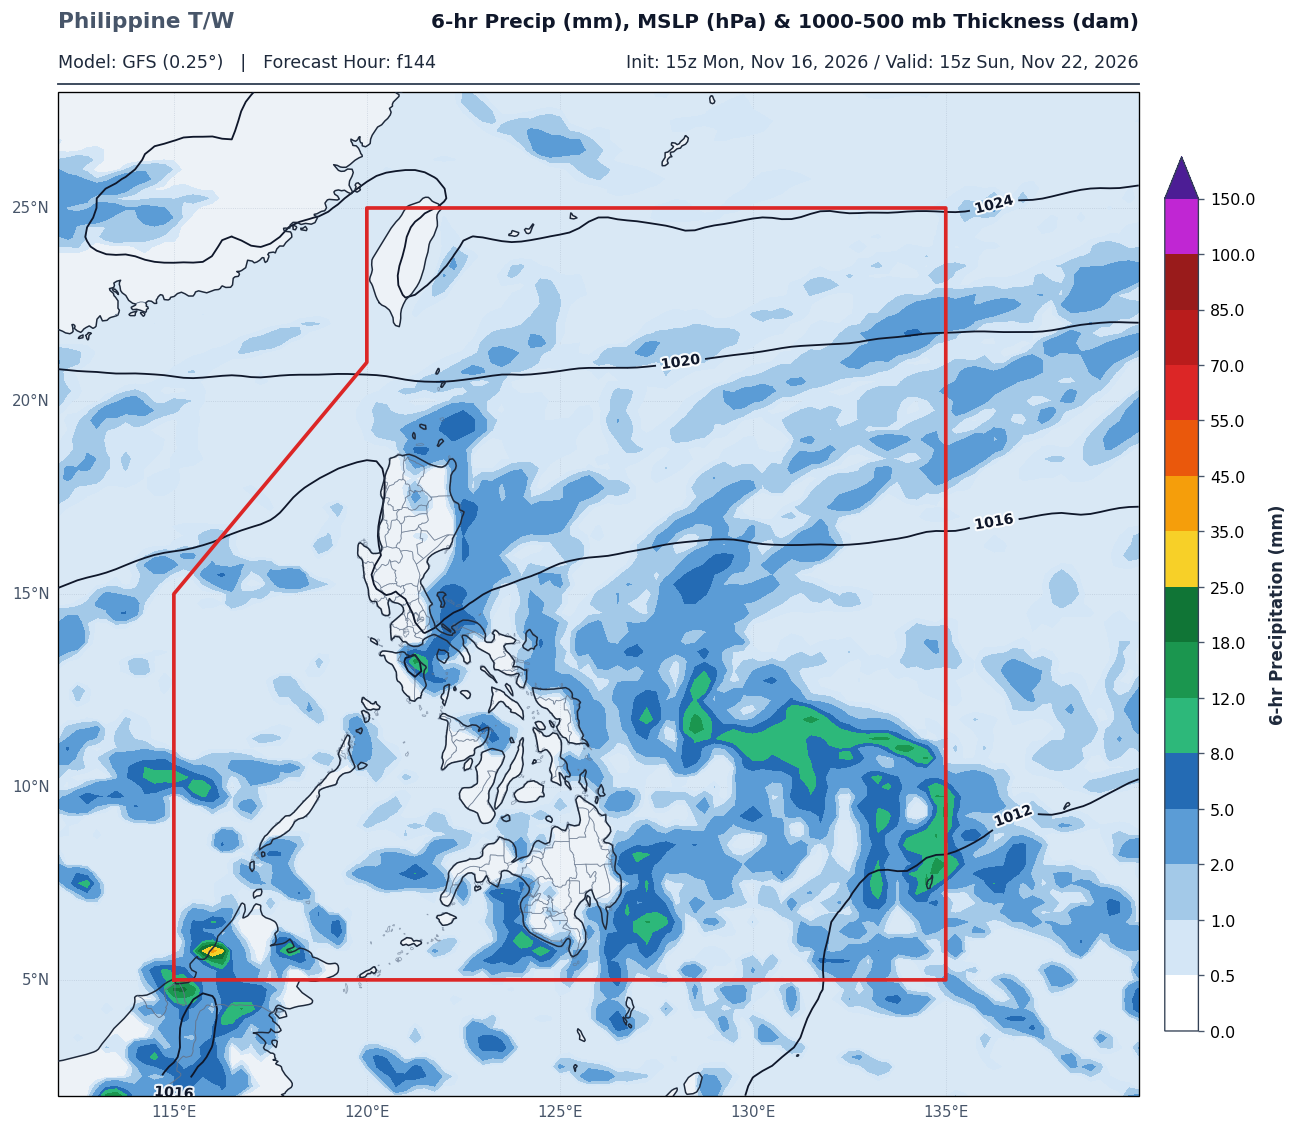 Philippine T/W
6-hr Precip (mm), MSLP (hPa) & 1000-500 mb Thickness (dam)
Model: GFS (0.25°) | Forecast Hour: f144
Init: 15z Mon, Nov 16, 2026 / Valid: 15z Sun, Nov 22, 2026
25°N
20°N
15°N
10°N
5°N
1024
1020
1016
1012
1016
115°E
120°E
125°E
130°E
135°E
150.0
100.0
85.0
70.0
55.0
45.0
35.0
25.0
18.0
12.0
8.0
5.0
2.0
1.0
0.5
0.0
6-hr Precipitation (mm)